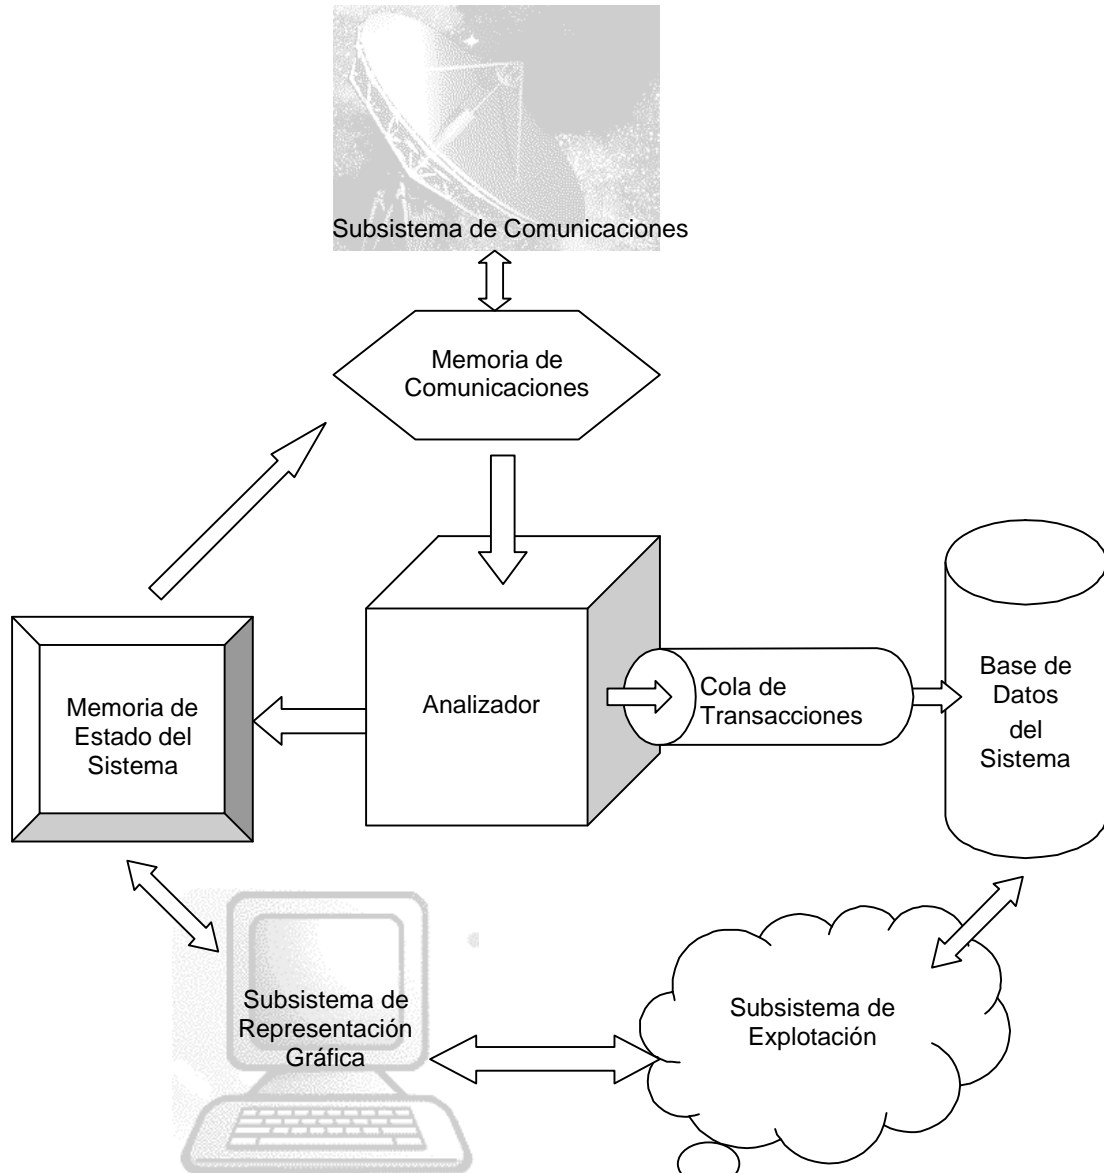 Subsistema de Comunicaciones
Memoria de
Comunicaciones
Memoria de
Estado del
Sistema
Analizador
Cola de
Transacciones
Base de
Datos
del
Sistema
Subsistema de
Representación
Gráfica
Subsistema de
Explotación